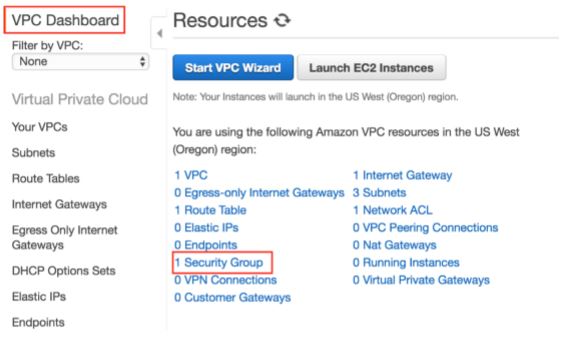 VPC Dashboard
Filter by VPC:
None
Virtual Private Cloud
Your VPCs
Subnets
Route Tables
Internet Gateways
Egress Only Internet
Gateways
DHCP Options Sets
Elastic IPs
Endpoints
Resources
Start VPC Wizard
Launch EC2 Instances
Note: Your Instances will launch in the US West (Oregon) region.
You are using the following Amazon VPC resources in the US West
(Oregon) region:
1 VPC
1 Internet Gateway
0 Egress-only Internet Gateways
3 Subnets
1 Route Table
1 Network ACL
0 Elastic IPs
0 VPC Peering Connections
0 Endpoints
0 Nat Gateways
1 Security Group
0 Running Instances
0 VPN Connections
0 Virtual Private Gateways
0 Customer Gateways